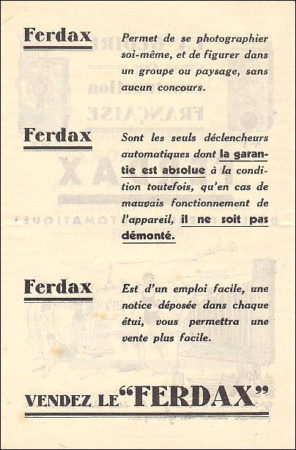 Ferdax
Permet de se photographier
soi-même, et de figurer dans
un groupe ou paysage, sans
aucun concours.
Ferdax
Sont les seuls déclencheurs
automatiques dont la garan-
tie est absolue à la condi-
tion toutefois, qu'en cas de
mauvais fonctionnement de
l'appareil, il ne soit pas
démonté.
Ferdax
Est d'un emploi facile, une
notice déposée dans chaque
étui, vous permettra une
vente plus facile.
VENDEZ LE "FERDAX"